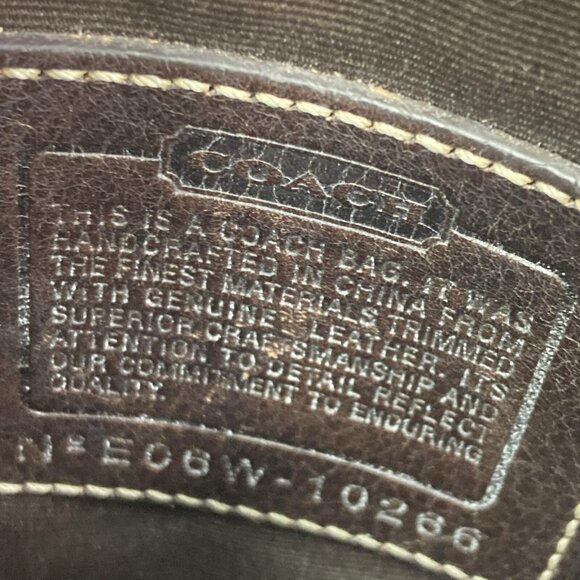 COACH
THIS IS A COACH BAG. IT WAS
HANDCRAFTED IN CHINA FROM
THE FINEST MATERIALS TRIMMED
WITH GENUINE LEATHER. ITS
SUPERIOR CRAFTSMANSHIP AND
ATTENTION TO DETAIL REFLECT
OUR COMMITMENT TO ENDURING
QUALITY.
Nº E06W-10266